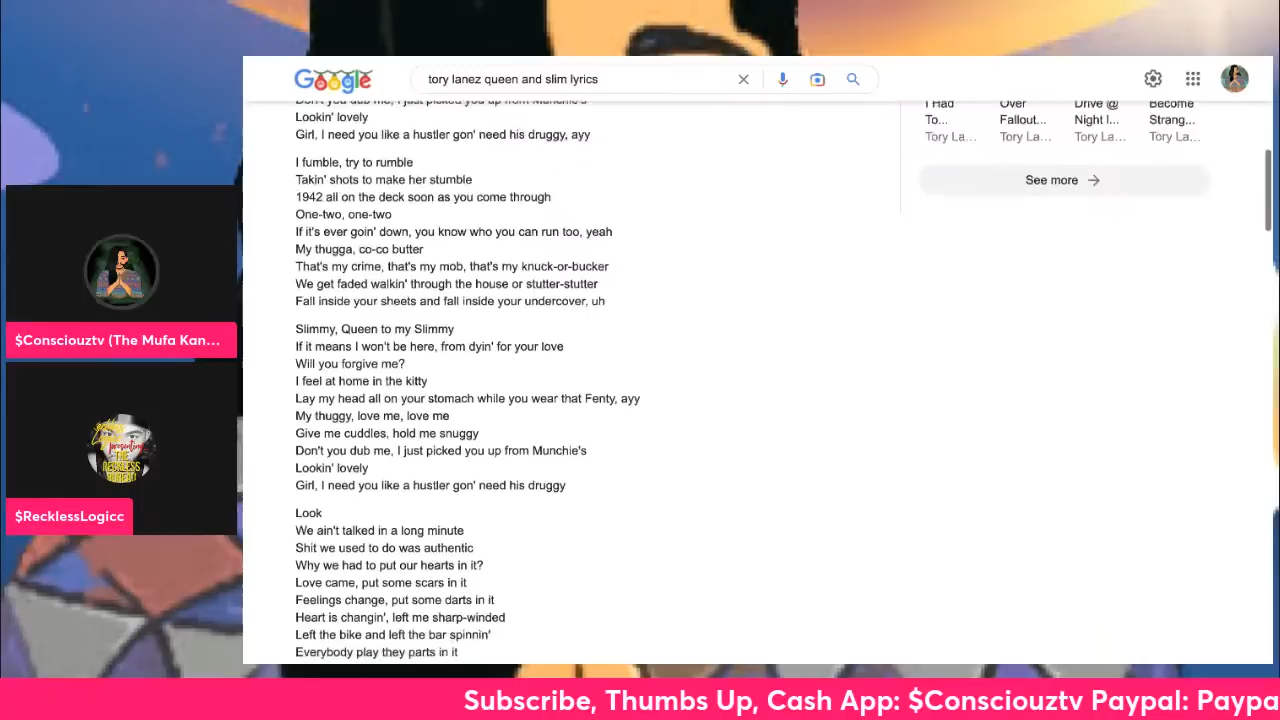 Google
tory lanez queen and slim lyrics
Don't you dub me, I just picked you up from Munchie's
Lookin' lovely
Girl, I need you like a hustler gon' need his druggy, ayy
I fumble, try to rumble
Takin' shots to make her stumble
1942 all on the deck soon as you come through
One-two, one-two
If it's ever goin' down, you know who you can run too, yeah
My thugga, co-co butter
That's my crime, that's my mob, that's my knuck-or-bucker
We get faded walkin' through the house or stutter-stutter
Fall inside your sheets and fall inside your undercover, uh
Slimmy, Queen to my Slimmy
If it means I won't be here, from dyin' for your love
Will you forgive me?
I feel at home in the kitty
Lay my head all on your stomach while you wear that Fenty, ayy
My thuggy, love me, love me
Give me cuddles, hold me snuggy
Don't you dub me, I just picked you up from Munchie's
Lookin' lovely
Girl, I need you like a hustler gon' need his druggy
Look
We ain't talked in a long minute
Shit we used to do was authentic
Why we had to put our hearts in it?
Love came, put some scars in it
Feelings change, put some darts in it
Heart is changin', left me sharp-winded
Left the bike and left the bar spinnin'
Everybody play they parts in it
I Had
To...
Tory La...
Over
Fallout...
Tory La...
Drive @
Night I...
Tory La...
Become
Strang...
Tory La...
See more
$Consciouztv (The Mufa Kan...
presenting
THE
RECKLESS
$RecklessLogicc
Subscribe, Thumbs Up, Cash App: $Consciouztv Paypal: Paypa